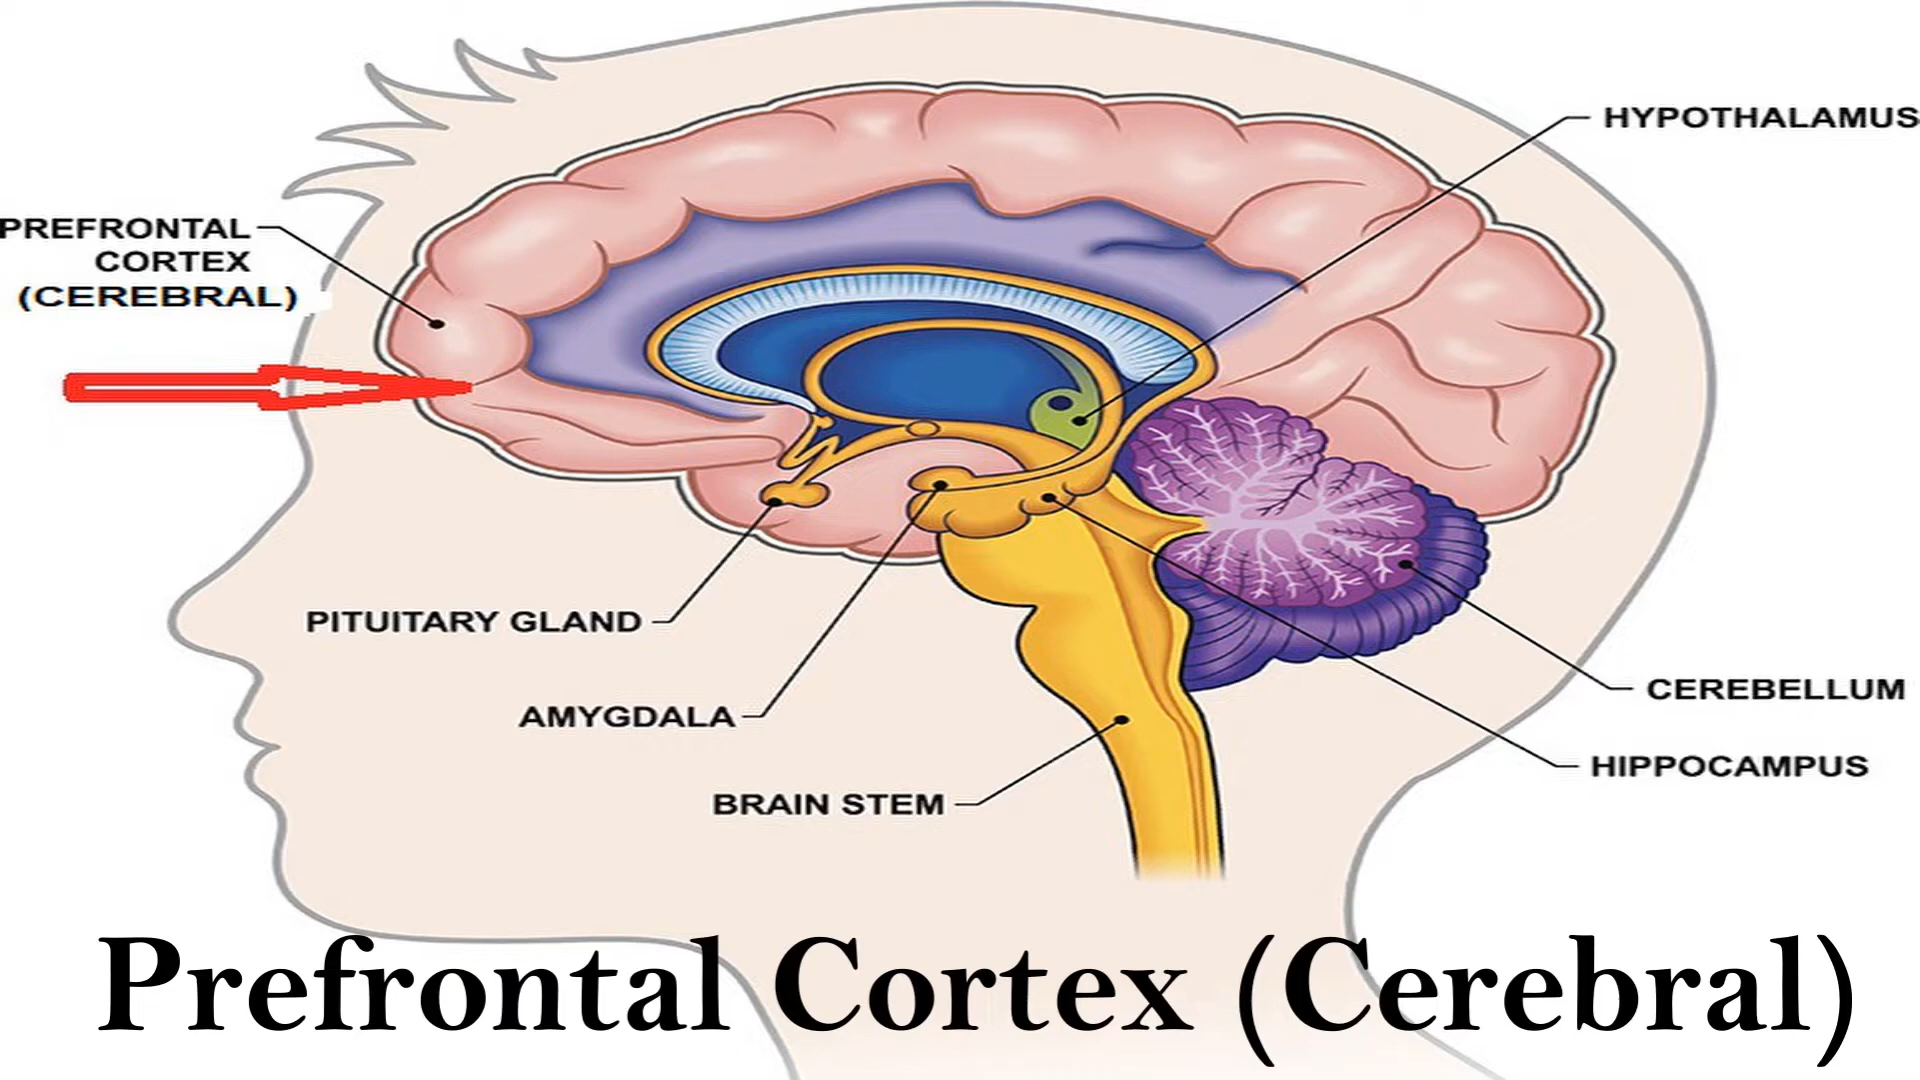 HYPOTHALAMUS
PREFRONTAL
CORTEX
(CEREBRAL)
PITUITARY GLAND
CEREBELLUM
AMYGDALA
HIPPOCAMPUS
BRAIN STEM
Prefrontal Cortex (Cerebral)